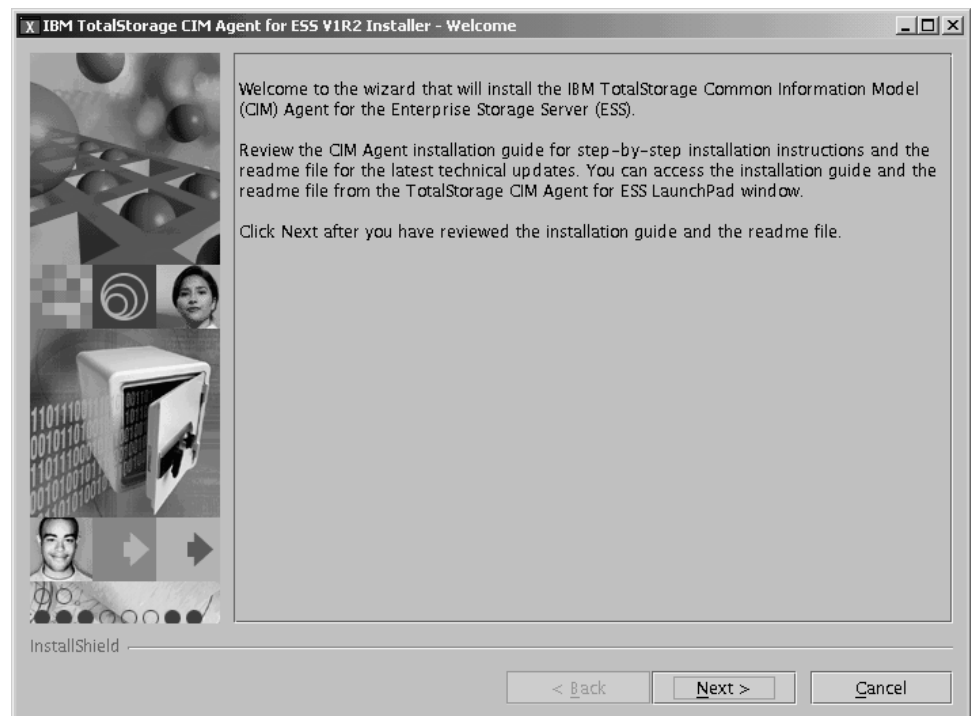 X IBM TotalStorage CIM Agent for ESS V1R2 Installer - Welcome
Welcome to the wizard that will install the IBM TotalStorage Common Information Model
(CIM) Agent for the Enterprise Storage Server (ESS).
Review the CIM Agent installation guide for step-by-step installation instructions and the
readme file for the latest technical updates. You can access the installation guide and the
readme file from the TotalStorage CIM Agent for ESS LaunchPad window.
Click Next after you have reviewed the installation guide and the readme file.
InstallShield
< Back
Next >
Cancel